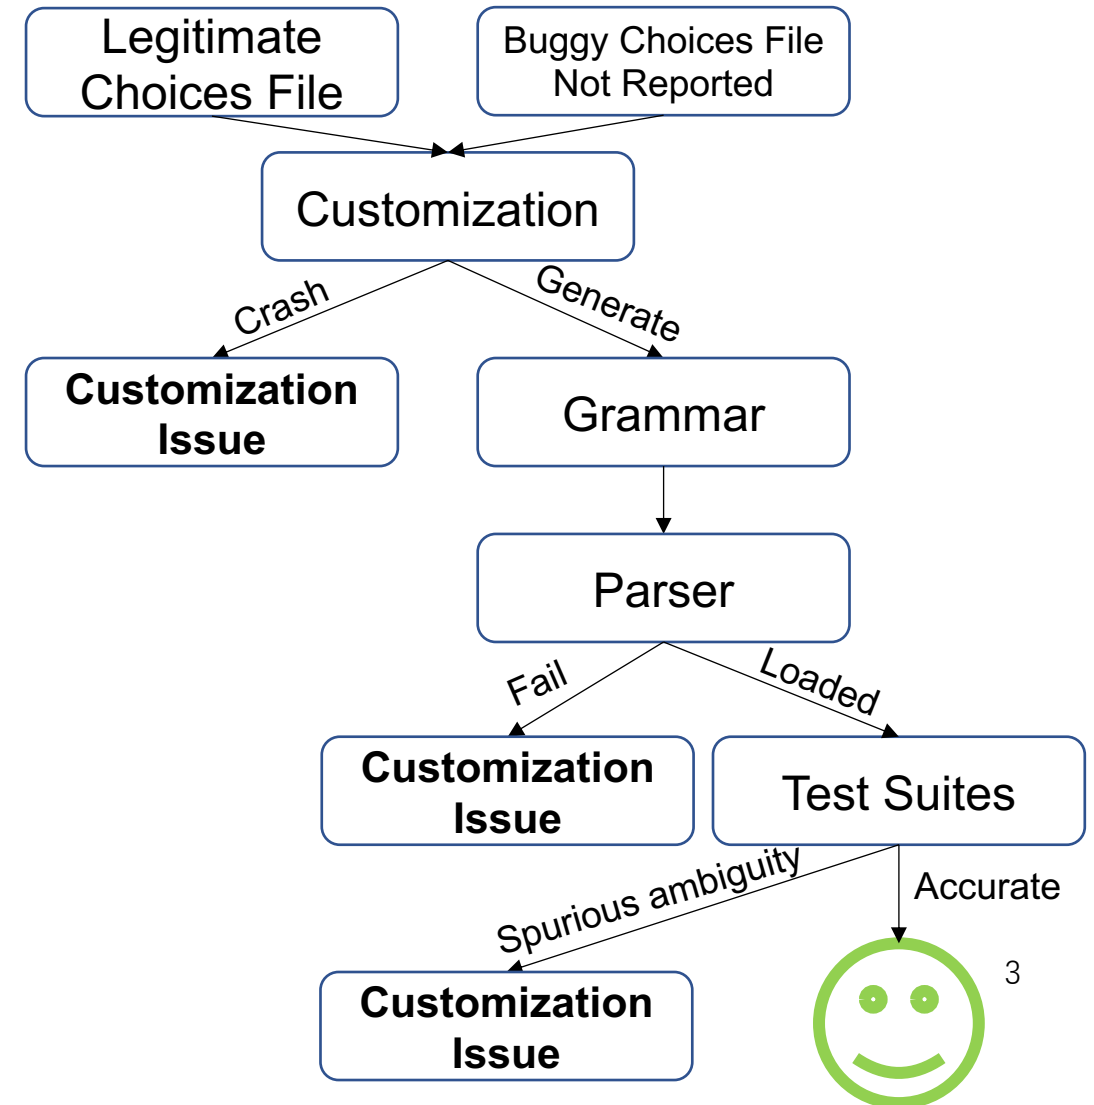 Legitimate
Choices File
Buggy Choices File
Not Reported
Customization
Crash
Generate
Customization
Issue
Grammar
Parser
Fail
Loaded
Customization
Issue
Test Suites
Spurious ambiguity
Accurate
Customization
Issue
3